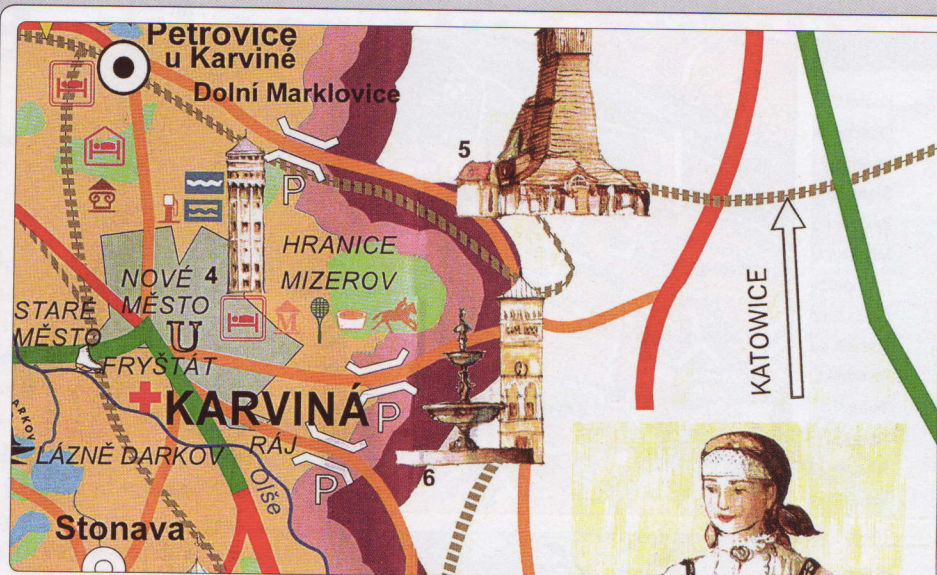 Petrovice
u Karviné
Dolní Marklovice
5
P
HRANICE
MIZEROV
NOVÉ
MĚSTO
4
STARÉ
MĚSTO
M
U
FRYŠTÁT
KATOWICE
KARVINÁ
P
ARKOV
LÁZNĚ DARKOV
RÁJ
OlŠe
P
6
Stonava